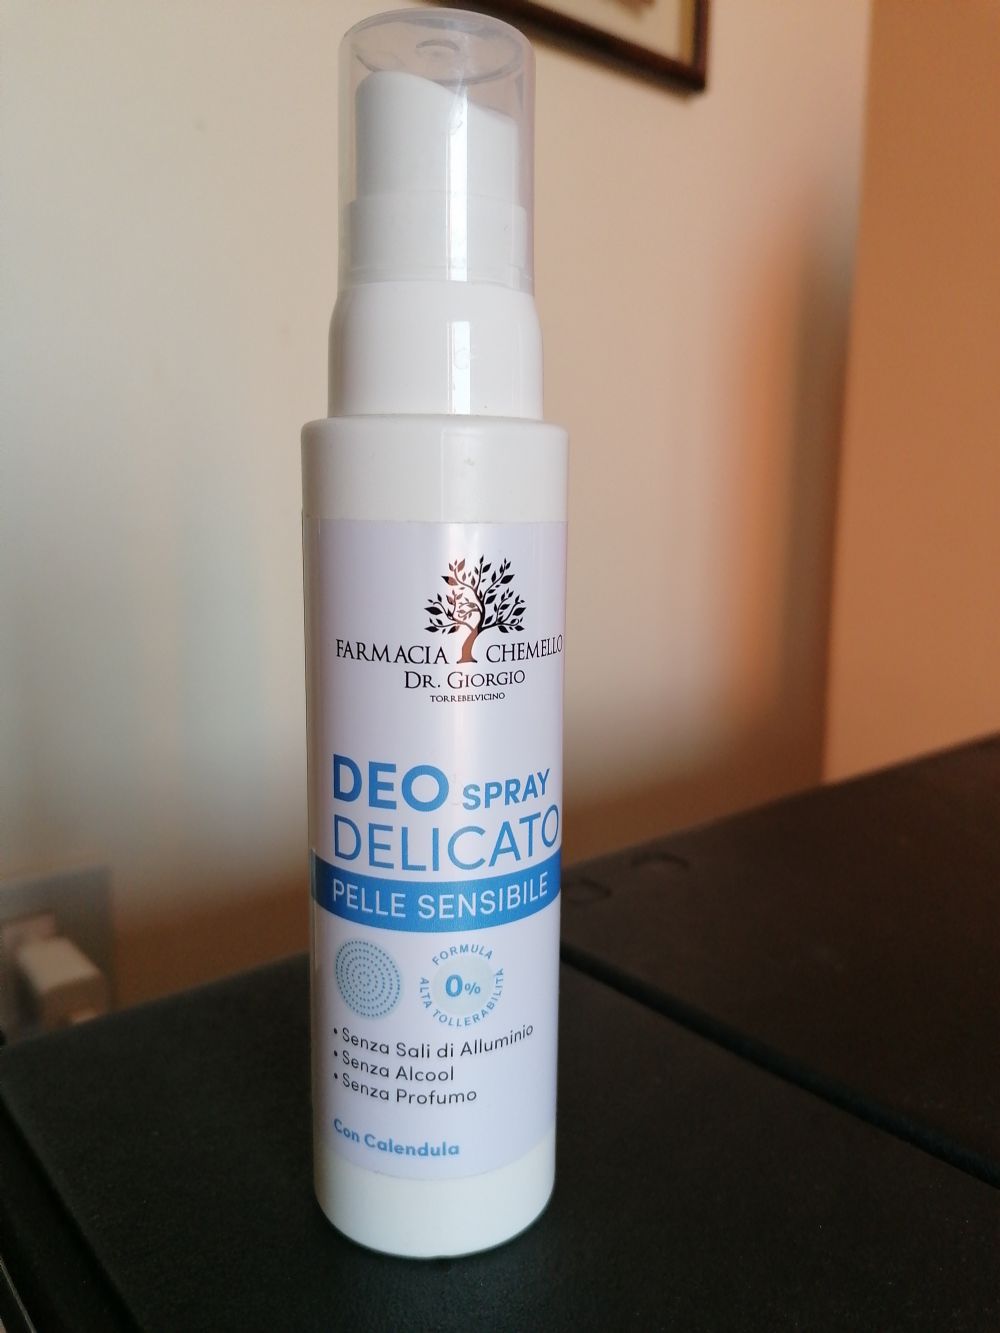 FARMACIA CHEMELLO
DR. GIORGIO
TORREBELVICINO
DEO SPRAY
DELICATO
PELLE SENSIBILE
FORMULA
0%
ALTA TOLLERABILITÀ
• Senza Sali di Alluminio
• Senza Alcool
• Senza Profumo
Con Calendula